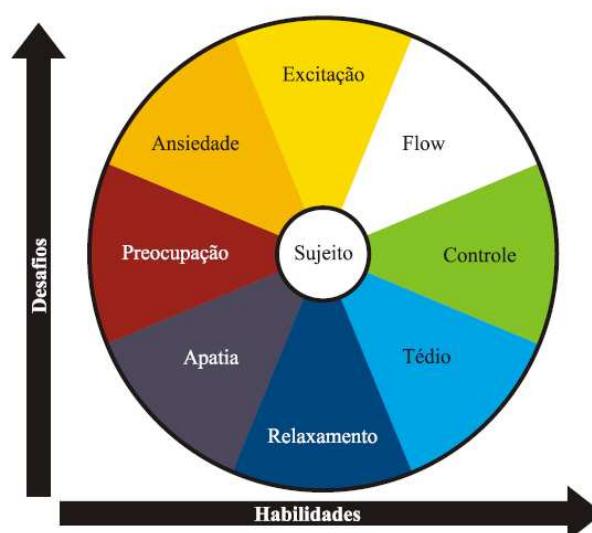 Excitação
Ansiedade
Flow
Preocupação
Sujeito
Controle
Apatia
Tédio
Relaxamento
Desafios
Habilidades